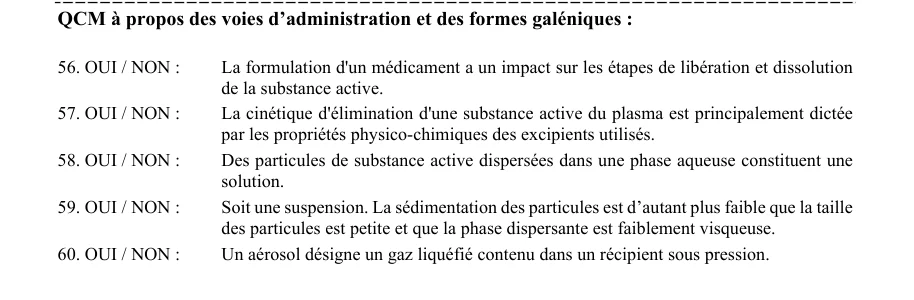 QCM à propos des voies d’administration et des formes galéniques :
56. OUI / NON : La formulation d'un médicament a un impact sur les étapes de libération et dissolution
de la substance active.
57. OUI / NON : La cinétique d'élimination d'une substance active du plasma est principalement dictée
par les propriétés physico-chimiques des excipients utilisés.
58. OUI / NON : Des particules de substance active dispersées dans une phase aqueuse constituent une
solution.
59. OUI / NON : Soit une suspension. La sédimentation des particules est d’autant plus faible que la taille
des particules est petite et que la phase dispersante est faiblement visqueuse.
60. OUI / NON : Un aérosol désigne un gaz liquéfié contenu dans un récipient sous pression.